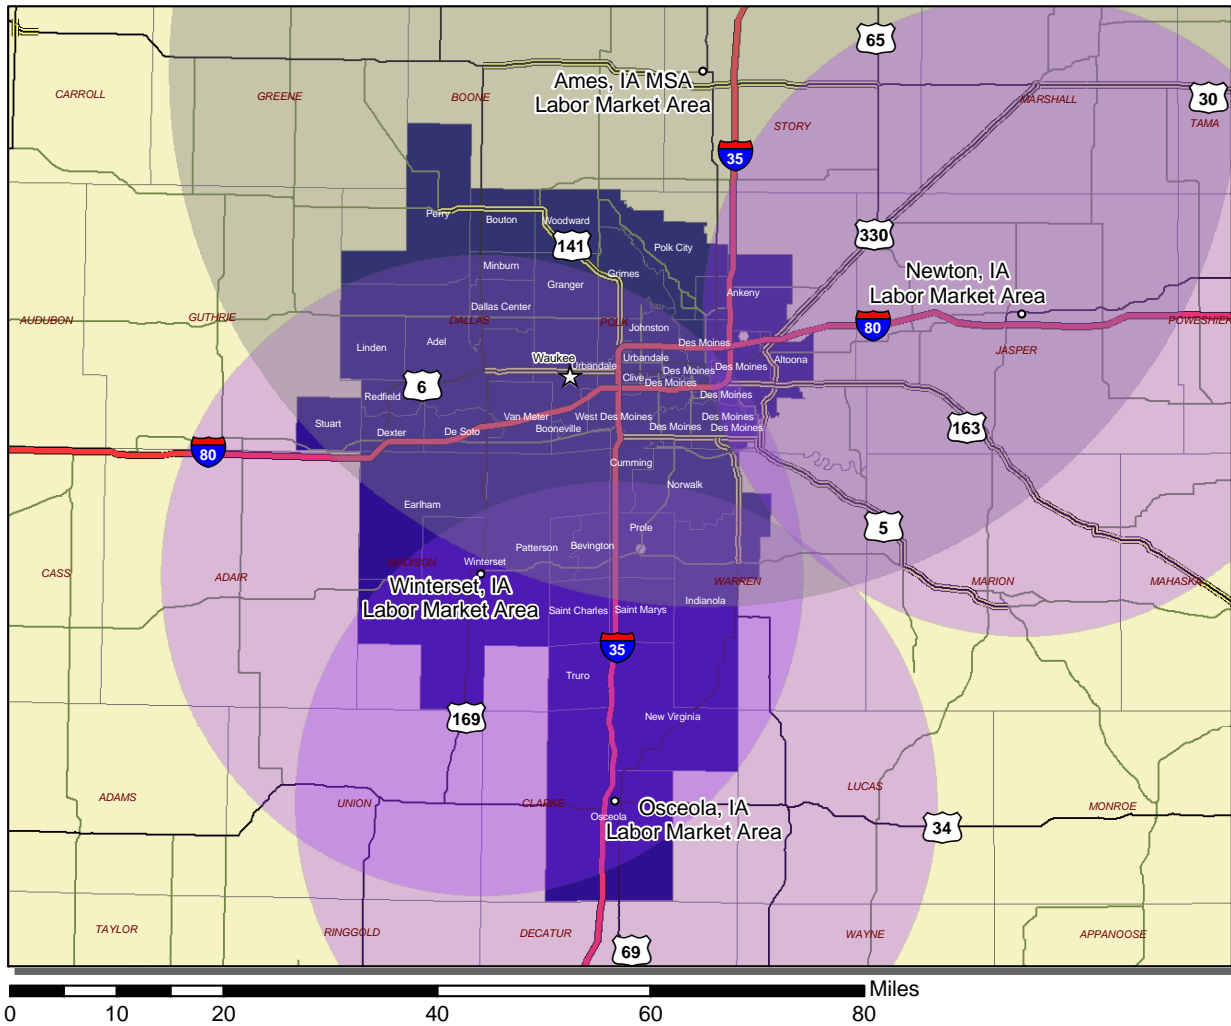 65
Ames, IA MSA
Labor Market Area
CARROLL
GREENE
BOONE
STORY
MARSHALL
30
TAMA
35
Perry
Bouton
Woodward
141
Polk City
330
Minburn
Grimes
Granger
Newton, IA
Labor Market Area
Ankeny
Dallas Center
AUDUBON
GUTHRIE
DALLAS
POLK
Johnston
80
POWESHIEK
Linden
Adel
Des Moines
JASPER
Waukee
Urbandale
Urbandale
Altoona
Des Moines
Des Moines
6
Clive
Des Moines
Redfield
Des Moines
Stuart
Van Meter
West Des Moines
Des Moines
163
Dexter
De Soto
Booneville
Des Moines
Des Moines
80
Cumming
Norwalk
Earlham
Prole
5
Patterson
Bevington
CASS
ADAIR
MADISON
Winterset
WARREN
MARION
MAHASKA
Winterset, IA
Labor Market Area
Indianola
Saint Charles
Saint Marys
35
Truro
169
New Virginia
LUCAS
ADAMS
UNION
CLARKE
Osceola, IA
Labor Market Area
MONROE
Osceola
34
TAYLOR
RINGGOLD
DECATUR
WAYNE
APPANOOSE
69
Miles
0 10 20 40 60 80